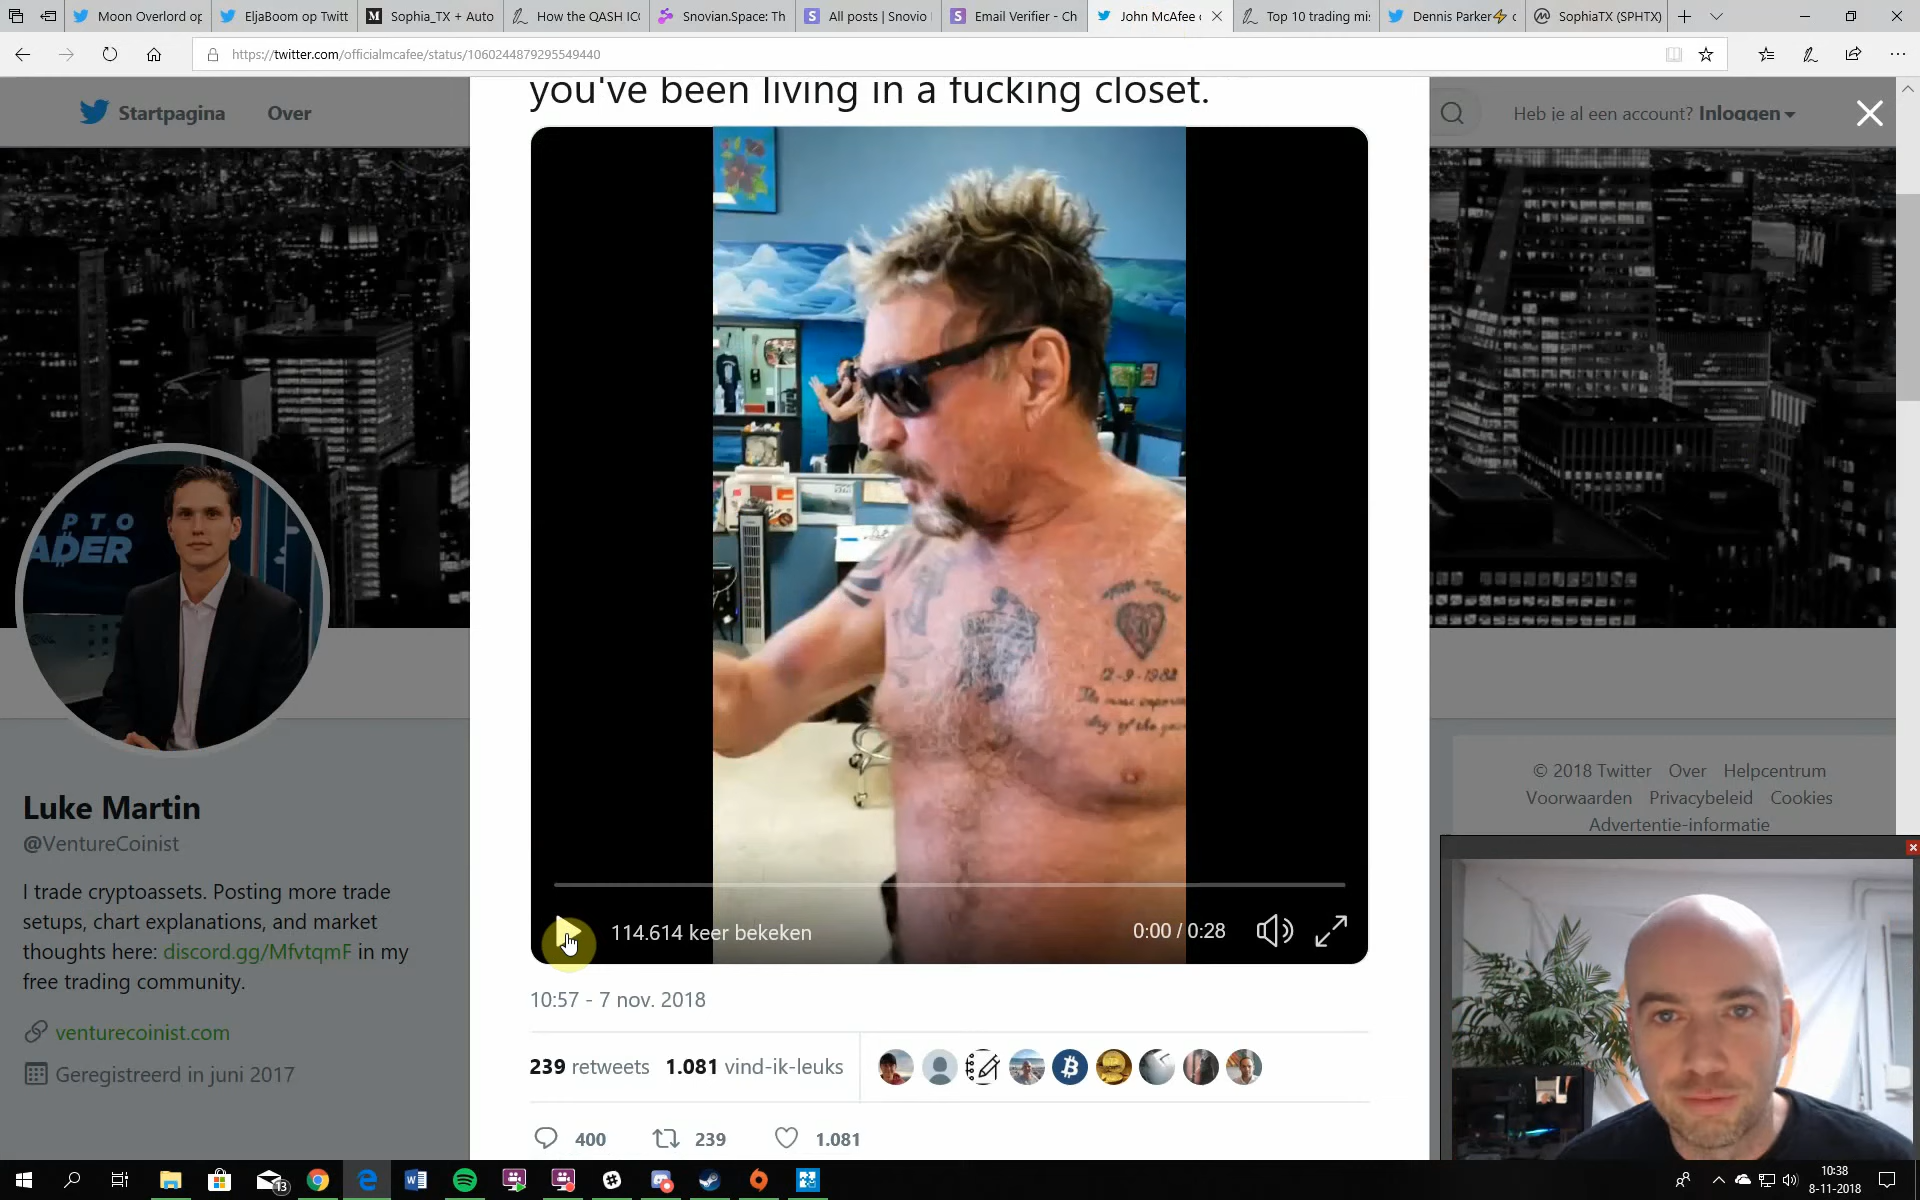 Moon Overlord op
EljaBoom op Twitt
Sophia_TX + Auto
How the QASH IC
Snovian.Space: Th
All posts | Snovio
Email Verifier - Ch
John McAfee
Top 10 trading mi
Dennis Parker⚡
SophiaTX (SPHTX)
https://twitter.com/officialmcafee/status/1060244879295549440
Startpagina
Over
Heb je al een account? Inloggen
you've been living in a fucking closet.
PTO
ADER
12-9-1982
114.614 keer bekeken
0:00 / 0:28
10:57 - 7 nov. 2018
239 retweets 1.081 vind-ik-leuks
400
239
1.081
Luke Martin
@VentureCoinist
I trade cryptoassets. Posting more trade
setups, chart explanations, and market
thoughts here: discord.gg/MfvtqmF in my
free trading community.
venturecoinist.com
Geregistreerd in juni 2017
© 2018 Twitter Over Helpcentrum
Voorwaarden Privacybeleid Cookies
Advertentie-informatie
13
10:38
8-11-2018